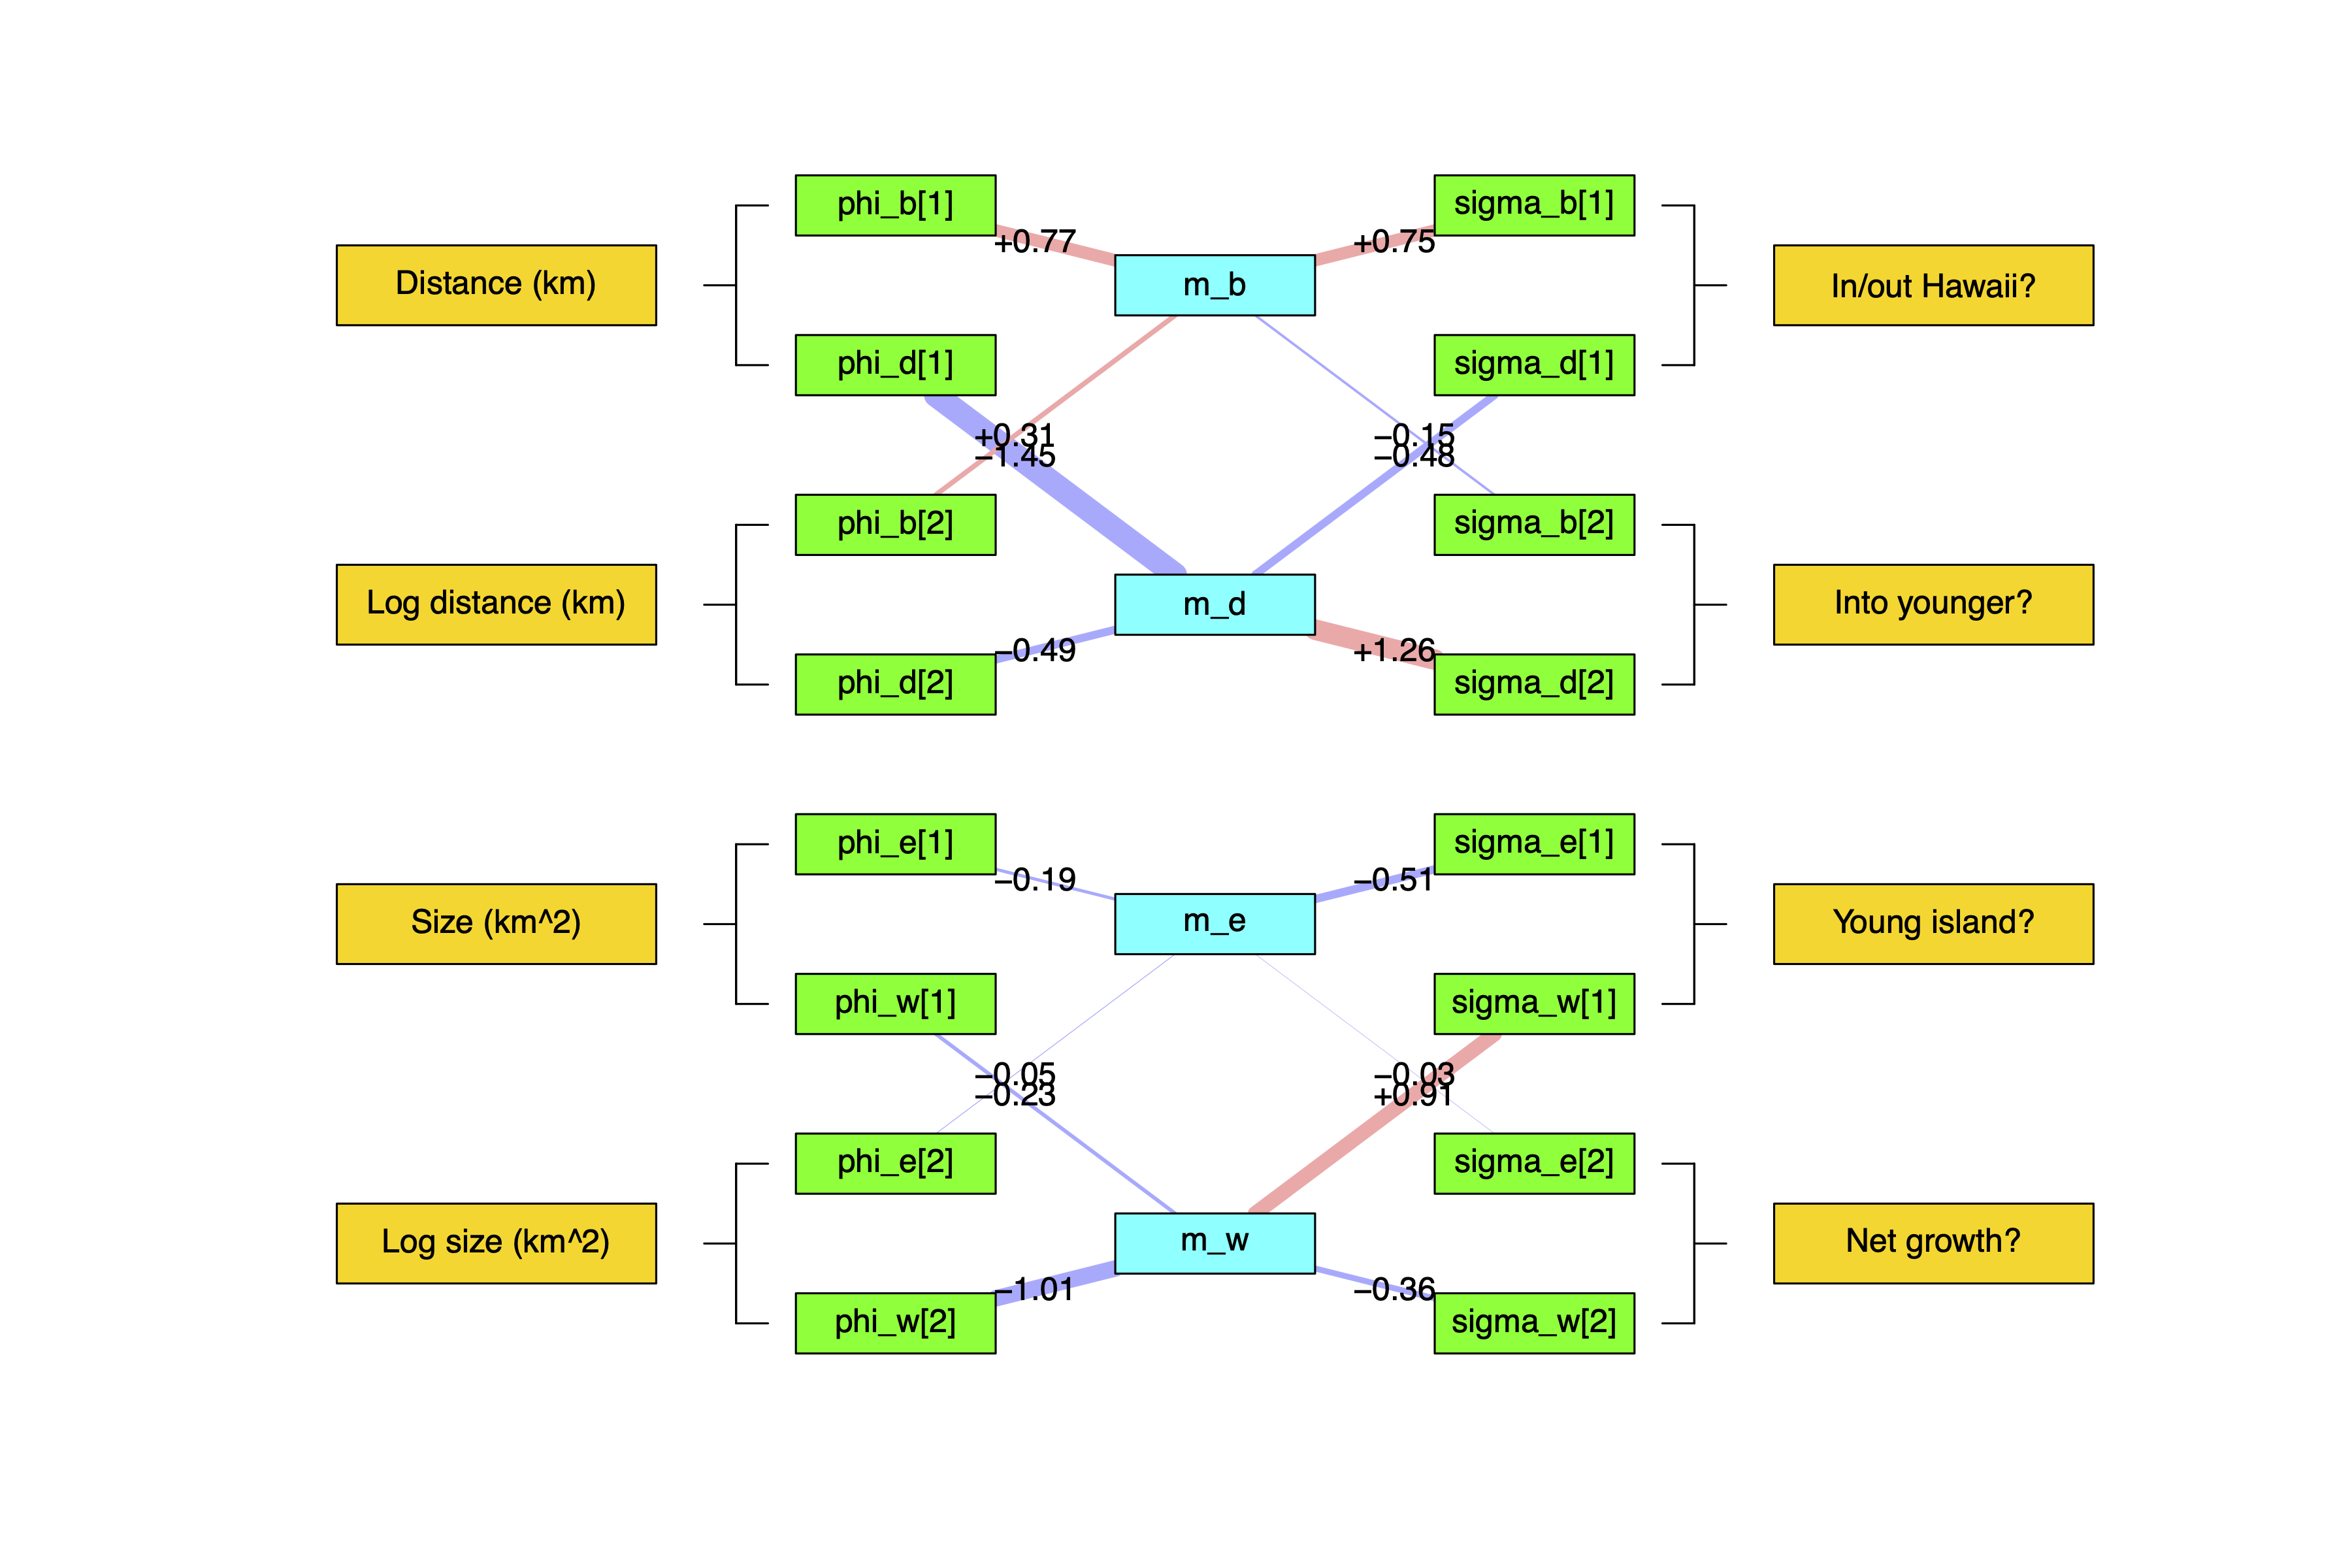 phi_b[1]
sigma_b[1]
+0.77
+0.75
Distance (km)
m_b
In/out Hawaii?
phi_d[1]
sigma_d[1]
+0.31
−0.15
−1.45
−0.48
phi_b[2]
sigma_b[2]
Log distance (km)
m_d
Into younger?
−0.49
+1.26
phi_d[2]
sigma_d[2]
phi_e[1]
sigma_e[1]
−0.19
−0.51
Size (km^2)
m_e
Young island?
phi_w[1]
sigma_w[1]
−0.05
−0.03
−0.23
+0.91
phi_e[2]
sigma_e[2]
Log size (km^2)
m_w
Net growth?
−1.01
−0.36
phi_w[2]
sigma_w[2]